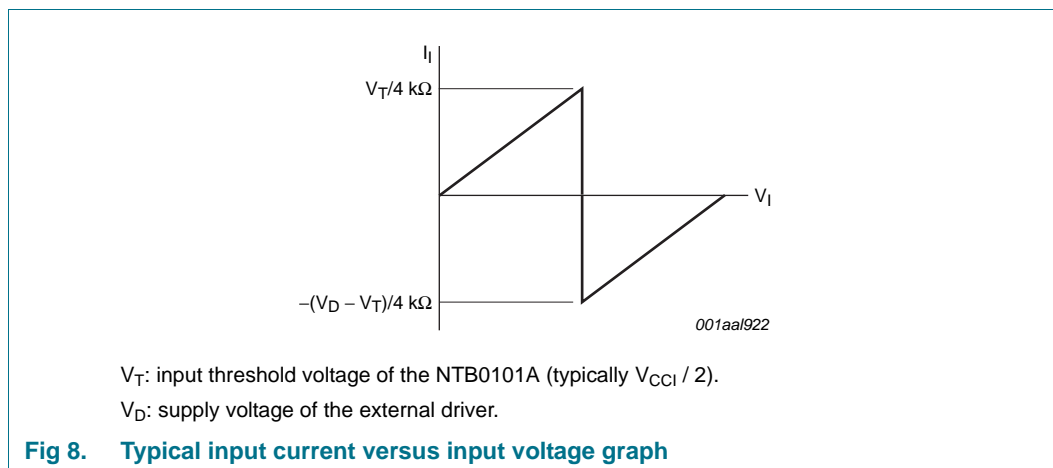 I_I
V_T/4 kΩ
V_I
−(V_D − V_T)/4 kΩ
001aal922
V_T: input threshold voltage of the NTB0101A (typically V_CCI / 2).
V_D: supply voltage of the external driver.
Fig 8. Typical input current versus input voltage graph